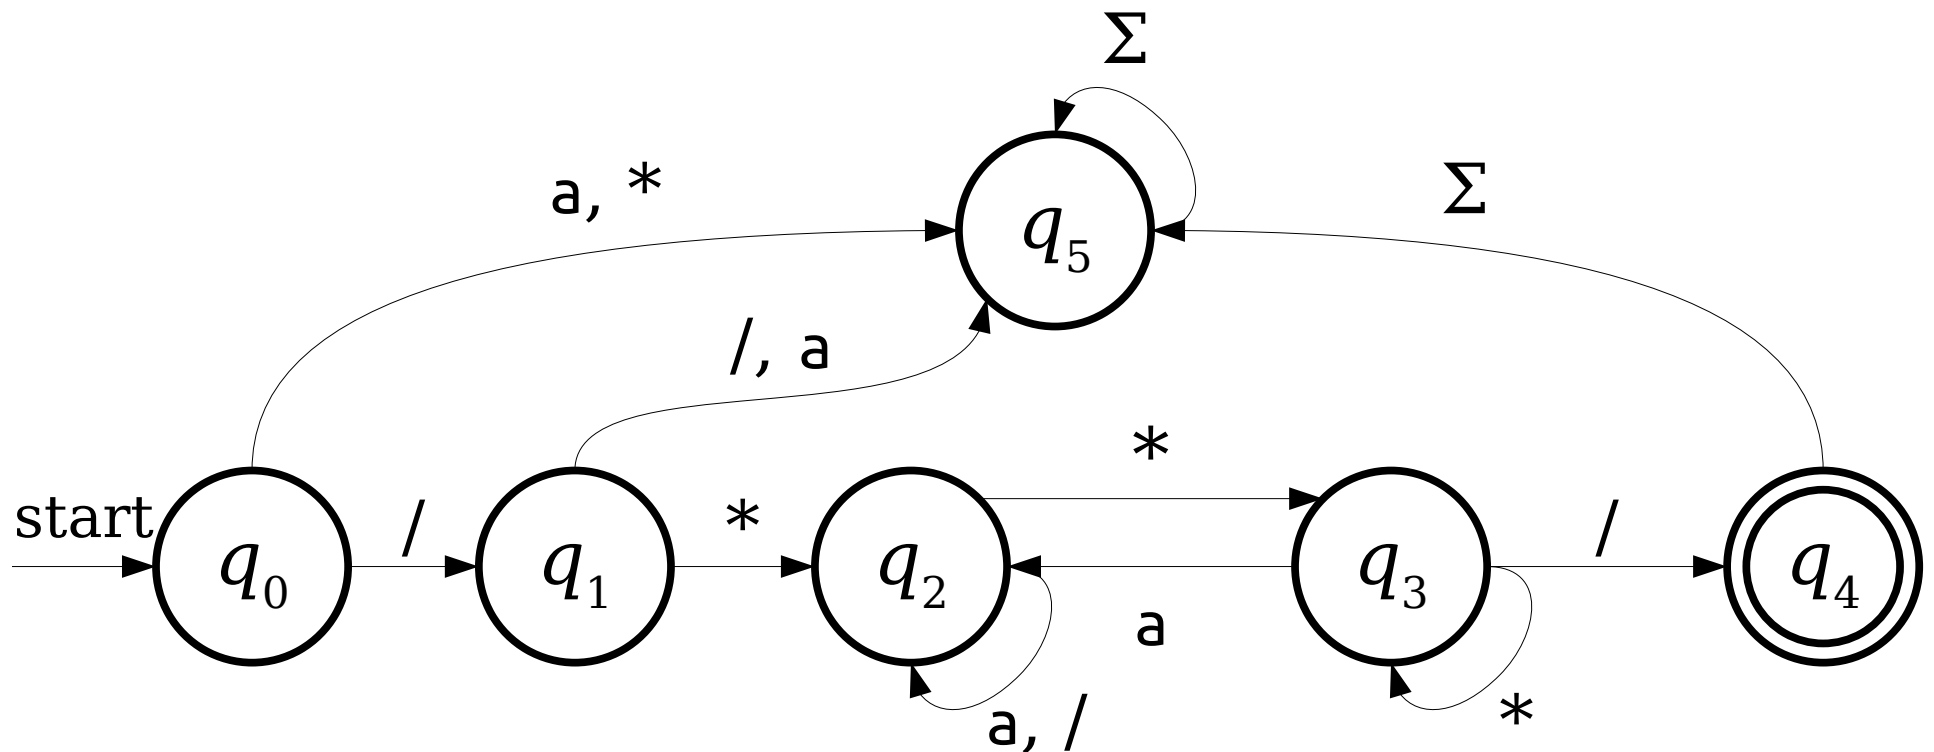 Σ
a, *
Σ
q5
/, a
*
start
/
*
/
q0
q1
q2
q3
q4
a
a, /
*